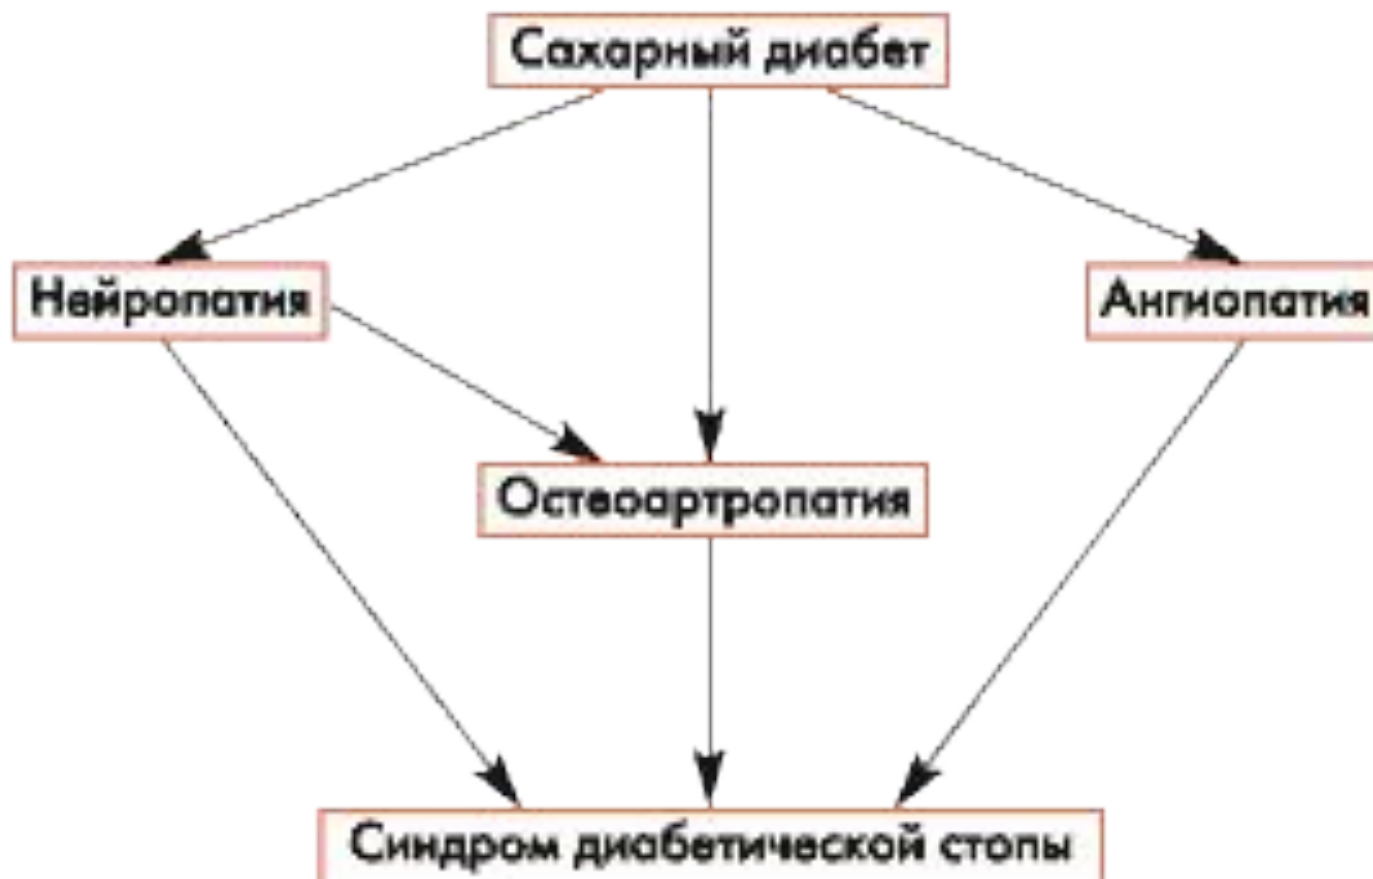 Сахарный диабет
Нейропатия
Ангиопатия
Остеоартропатия
Синдром диабетической стопы